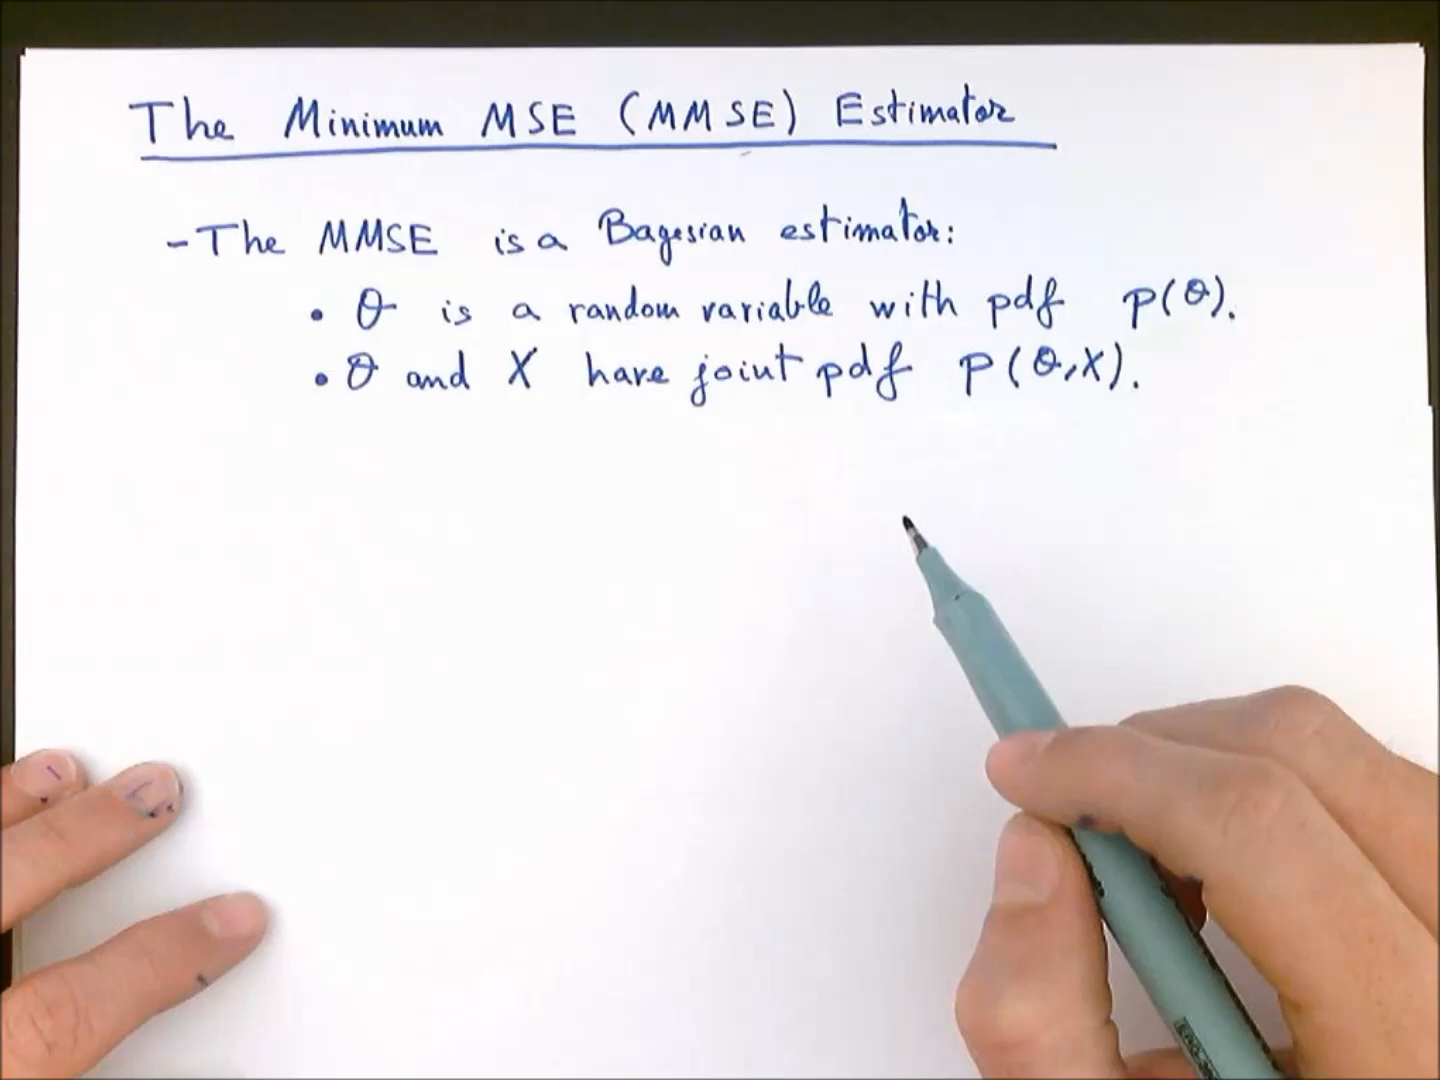 The Minimum MSE (MMSE) Estimator
- The MMSE is a Bayesian estimator:
• θ is a random variable with pdf p(θ).
• θ and X have joint pdf p(θ,X).